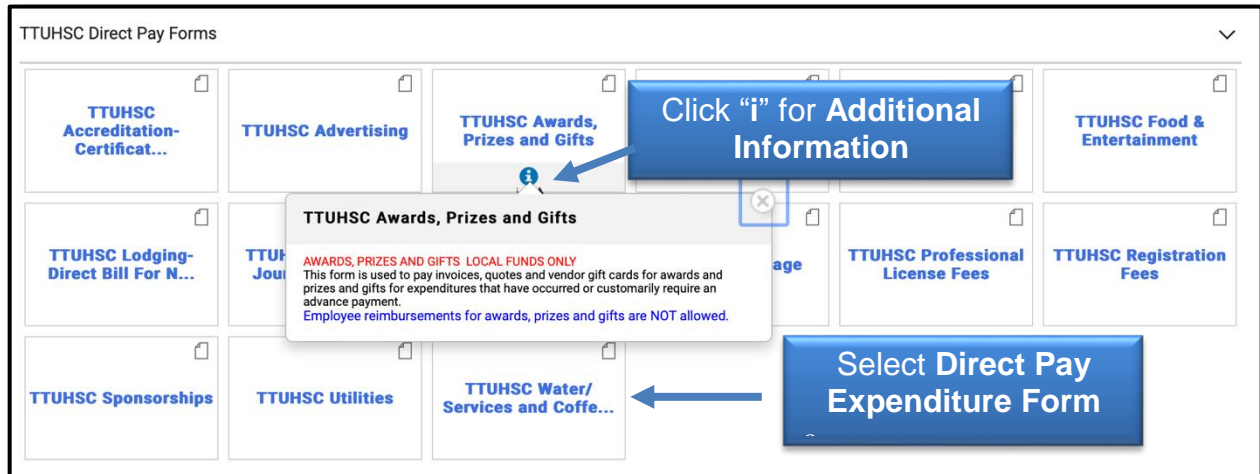 TTUHSC Direct Pay Forms
TTUHSC
Accreditation-
Certificat...
TTUHSC Advertising
TTUHSC Awards,
Prizes and Gifts
Click “i” for Additional
Information
TTUHSC Food &
Entertainment
i
TTUHSC Awards, Prizes and Gifts
AWARDS, PRIZES AND GIFTS LOCAL FUNDS ONLY
This form is used to pay invoices, quotes and vendor gift cards for awards and
prizes and gifts for expenditures that have occurred or customarily require an
advance payment.
Employee reimbursements for awards, prizes and gifts are NOT allowed.
TTUHSC Lodging-
Direct Bill For N...
TTUH
Jour
age
TTUHSC Professional
License Fees
TTUHSC Registration
Fees
TTUHSC Sponsorships
TTUHSC Utilities
TTUHSC Water/
Services and Coffe...
Select Direct Pay
Expenditure Form